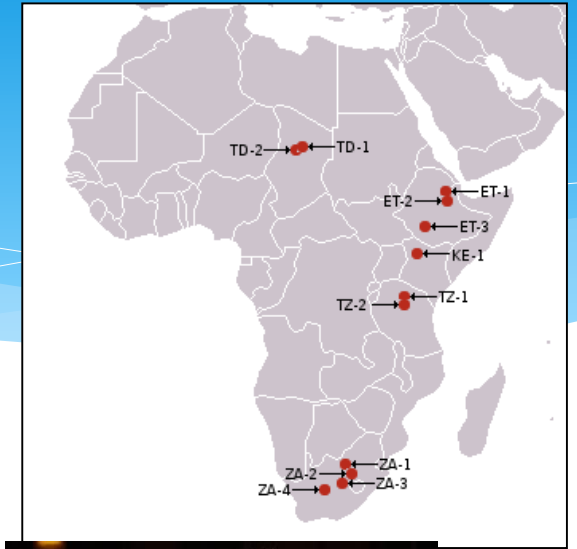 TD-2 TD-1
ET-1
ET-2
ET-3
KE-1
TZ-1
TZ-2
ZA-1
ZA-2
ZA-3
ZA-4